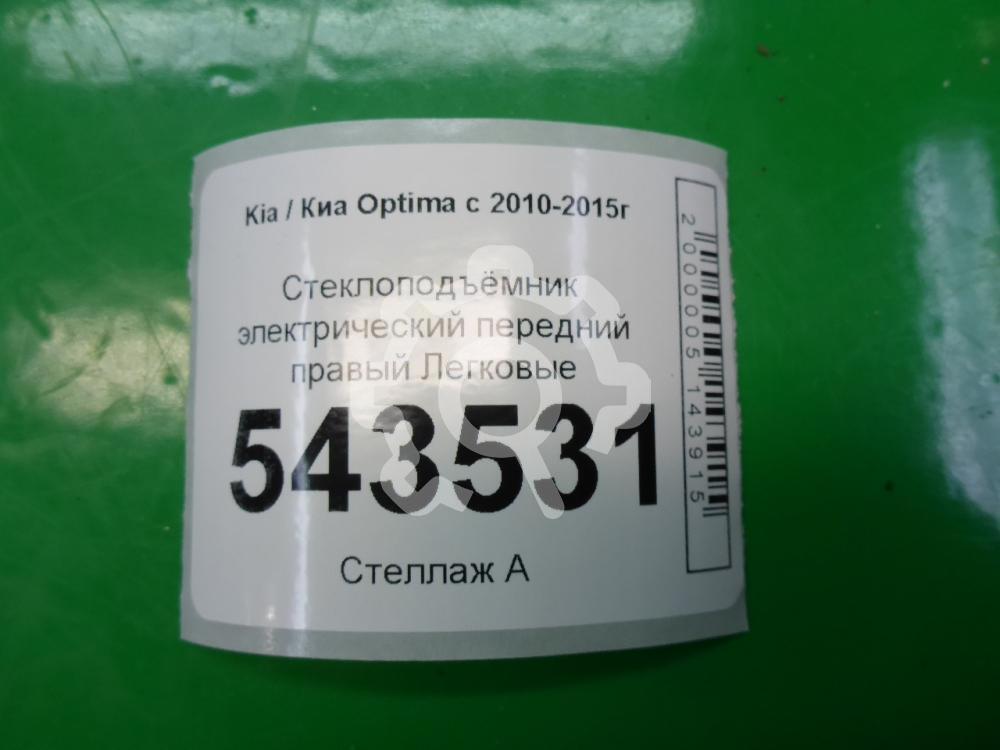 Kia / Киа Optima с 2010-2015г
Стеклоподъёмник
электрический передний
правый Легковые
543531
Стеллаж А
2000005143915